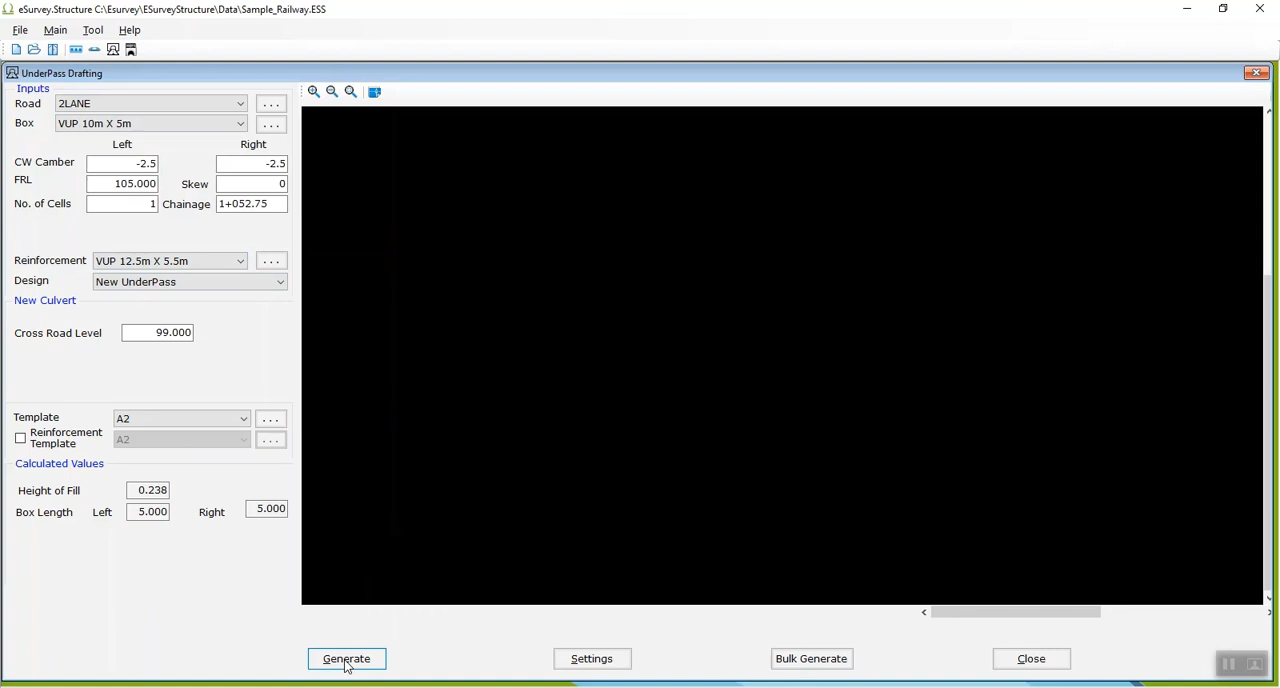 eSurvey.Structure C:\Esurvey\ESurveyStructure\Data\Sample_Railway.ESS
File Main Tool Help
UnderPass Drafting
Inputs
Road 2LANE ...
Box VUP 10m X 5m ...
Left Right
CW Camber -2.5 -2.5
FRL 105.000 Skew 0
No. of Cells 1 Chainage 1+052.75
Reinforcement VUP 12.5m X 5.5m ...
Design New UnderPass
New Culvert
Cross Road Level 99.000
Template A2 ...
Reinforcement Template A2 ...
Calculated Values
Height of Fill 0.238
Box Length Left 5.000 Right 5.000
Generate Settings Bulk Generate Close